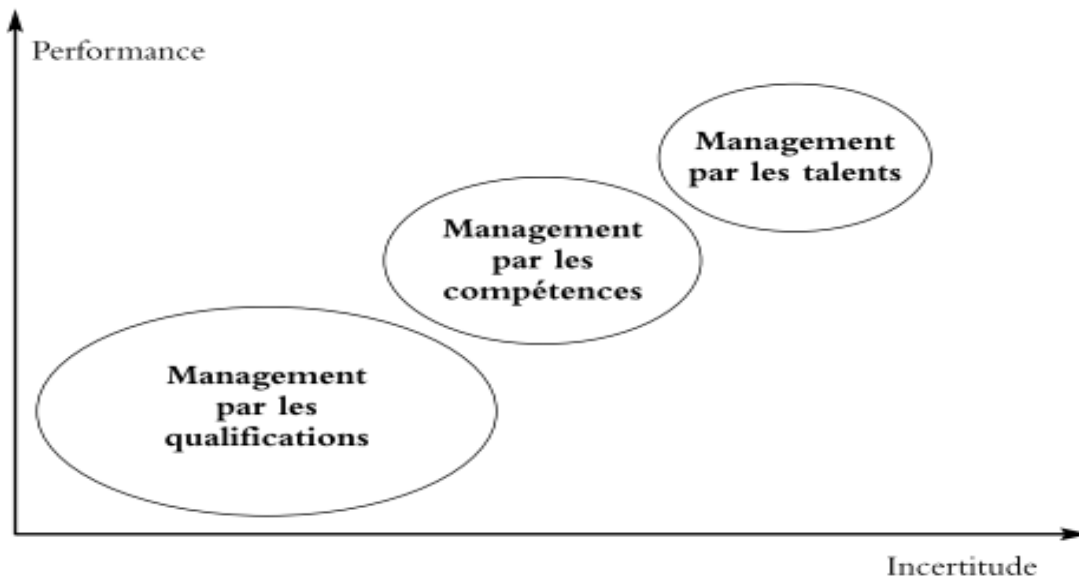 Performance
Management
par les talents
Management
par les
compétences
Management
par les
qualifications
Incertitude